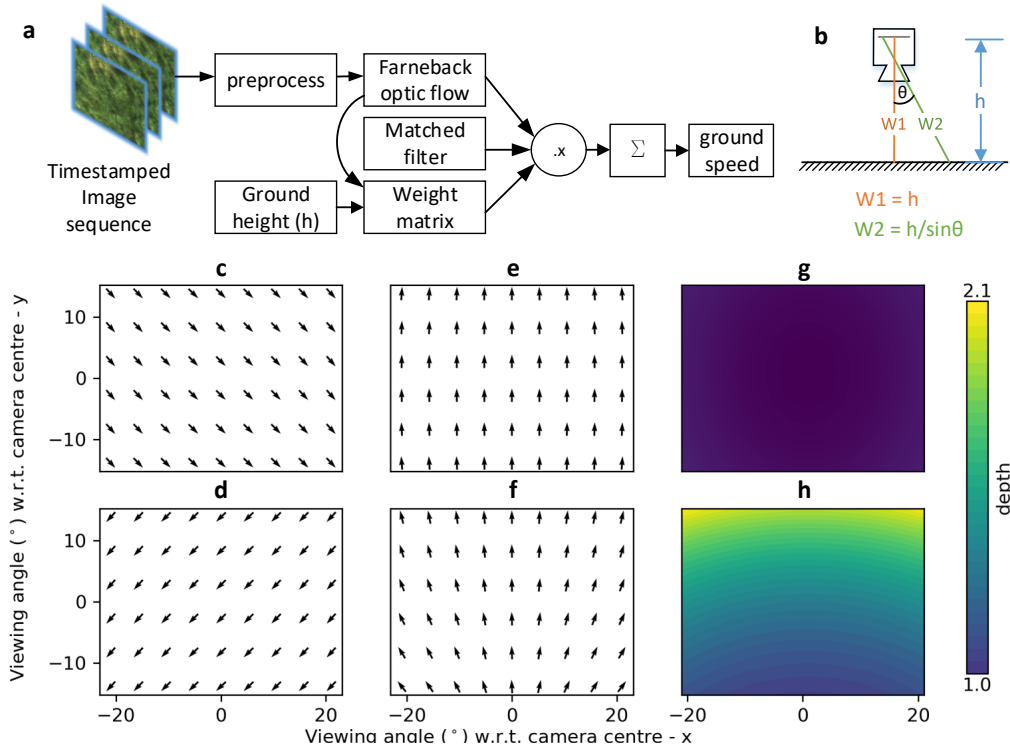 a
preprocess
Farneback
optic flow
Matched
filter
Ground
height (h)
Weight
matrix
.x
Σ
ground
speed
Timestamped
Image
sequence
b
θ
W1
W2
h
W1 = h
W2 = h/sinθ
c
e
g
10
0
−10
2.1
1.0
depth
d
f
h
10
0
−10
−20
0
20
−20
0
20
−20
0
20
Viewing angle (°) w.r.t. camera centre - y
Viewing angle (°) w.r.t. camera centre - x